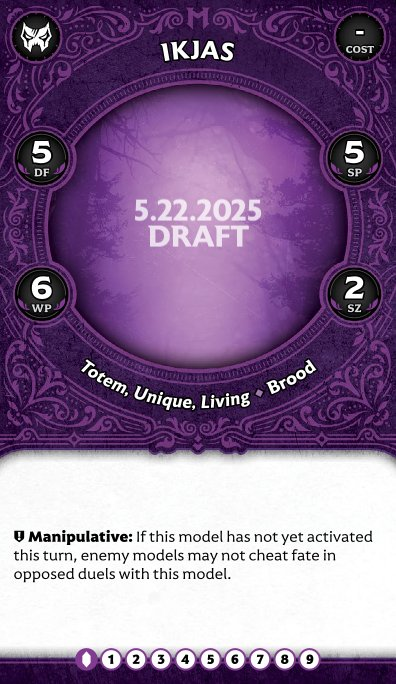 M
IKJAS
-
COST
5
DF
5
SP
5.22.2025
DRAFT
6
WP
2
SZ
Totem, Unique, Living ◆ Brood
Manipulative: If this model has not yet activated
this turn, enemy models may not cheat fate in
opposed duels with this model.
1 2 3 4 5 6 7 8 9